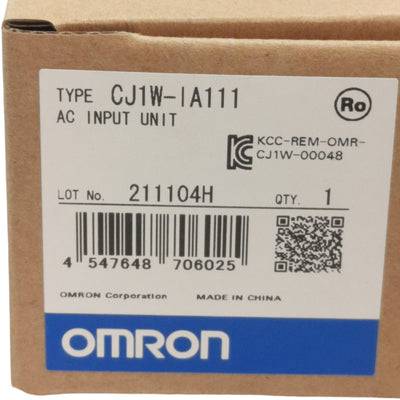 TYPE CJ1W-IA111
AC INPUT UNIT
Ro
KCC-REM-OMR-
CJ1W-00048
LOT No. 211104H QTY. 1
4 547648 706025
OMRON Corporation MADE IN CHINA
OMRON